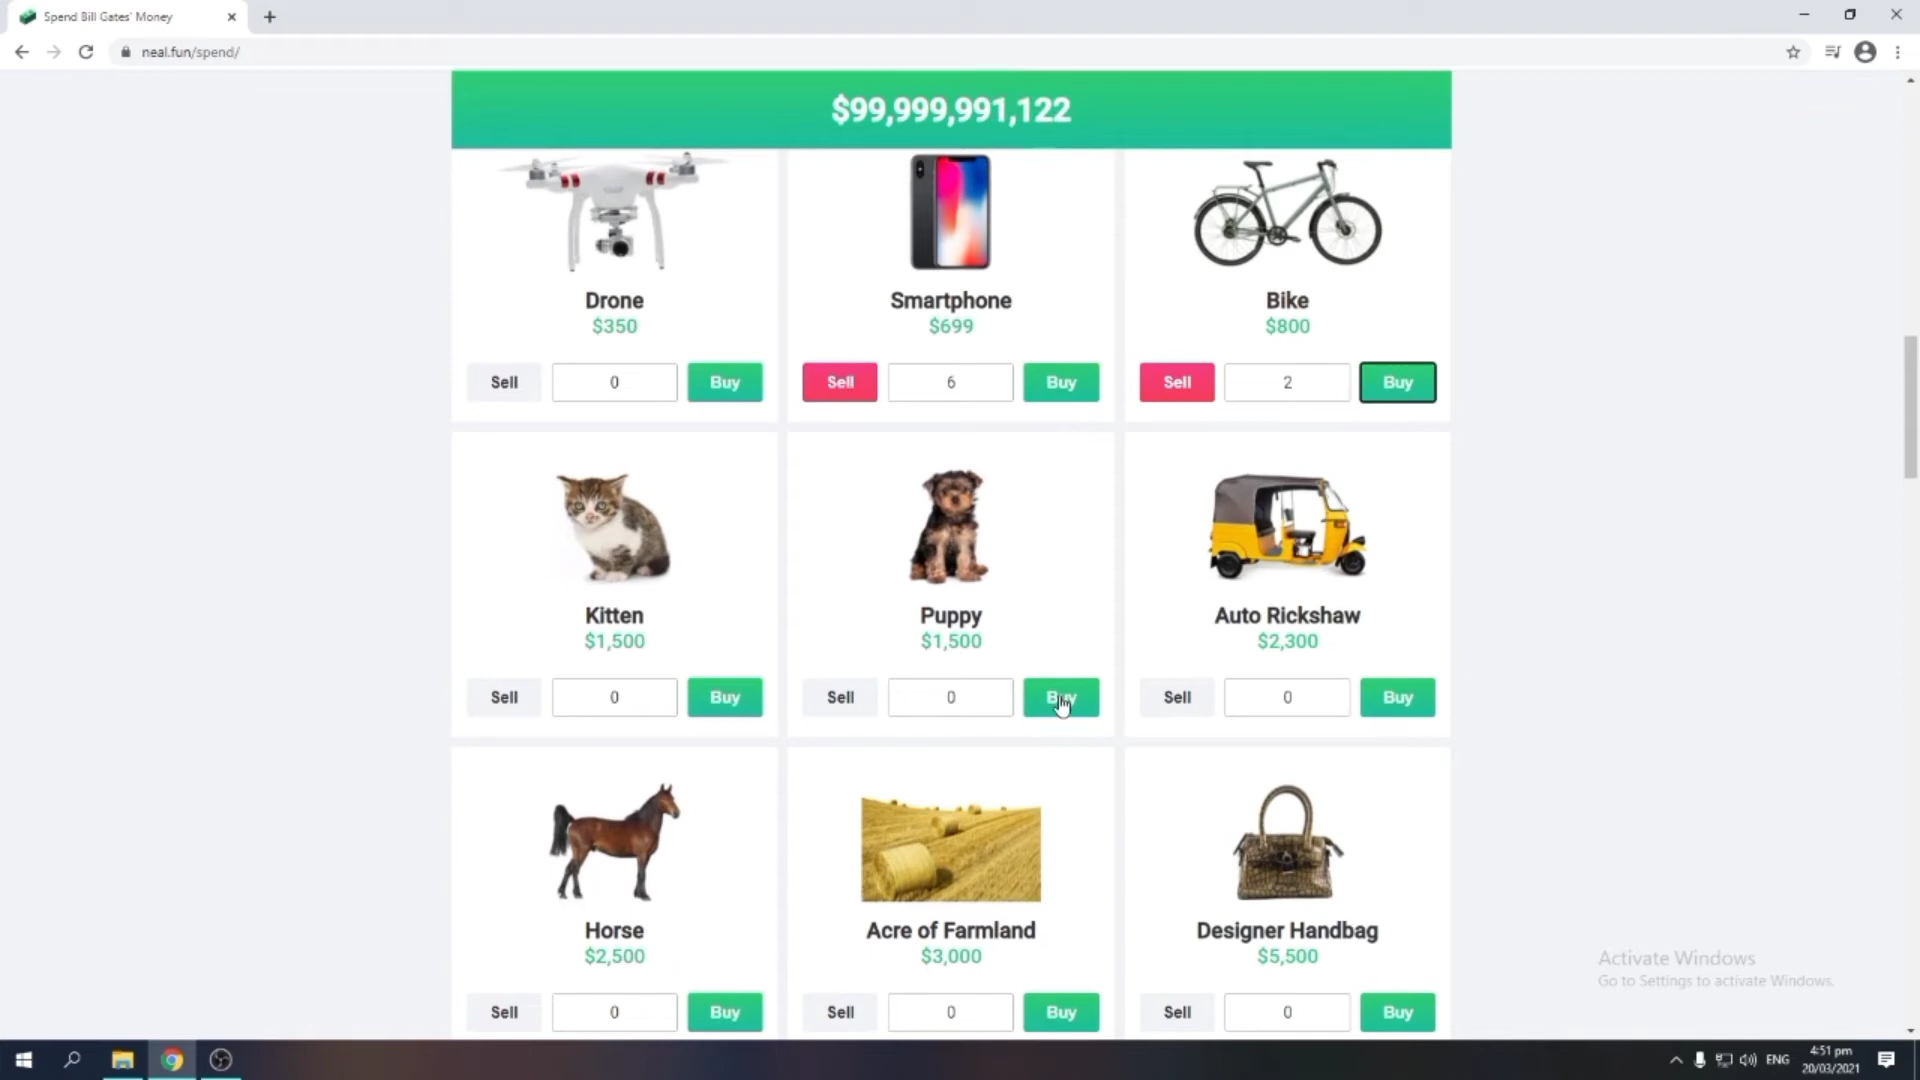 Spend Bill Gates' Money
neal.fun/spend/
$99,999,991,122
Drone
$350
Sell 0 Buy
Smartphone
$699
Sell 6 Buy
Bike
$800
Sell 2 Buy
Kitten
$1,500
Sell 0 Buy
Puppy
$1,500
Sell 0 Buy
Auto Rickshaw
$2,300
Sell 0 Buy
Horse
$2,500
Sell 0 Buy
Acre of Farmland
$3,000
Sell 0 Buy
Designer Handbag
$5,500
Sell 0 Buy
Activate Windows
Go to Settings to activate Windows.
ENG
4:51 pm
20/03/2021